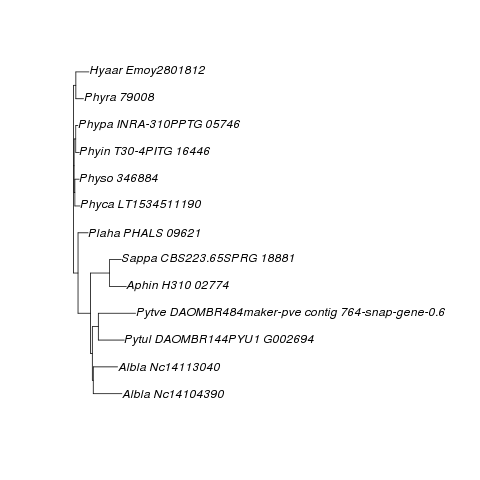 Hyaar Emoy2801812
Phyra 79008
Phypa INRA-310PPTG 05746
Phyin T30-4PITG 16446
Physo 346884
Phyca LT1534511190
Plaha PHALS 09621
Sappa CBS223.65SPRG 18881
Aphin H310 02774
Pytve DAOMBR484maker-pve contig 764-snap-gene-0.6
Pytul DAOMBR144PYU1 G002694
Albla Nc14113040
Albla Nc14104390